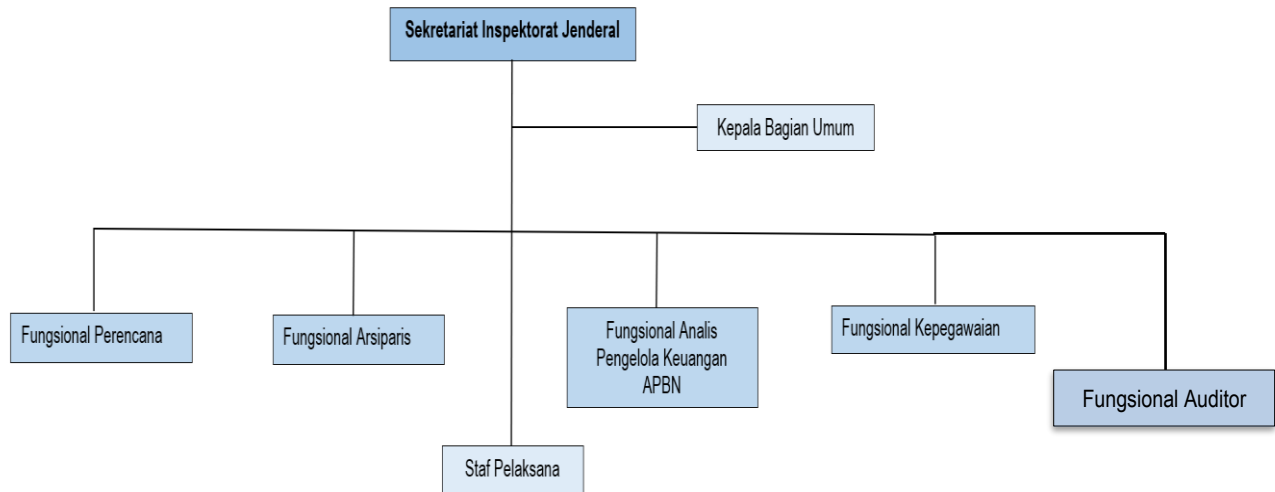 Sekretariat Inspektorat Jenderal
Kepala Bagian Umum
Fungsional Perencana
Fungsional Arsiparis
Fungsional Analis
Pengelola Keuangan
APBN
Fungsional Kepegawaian
Fungsional Auditor
Staf Pelaksana